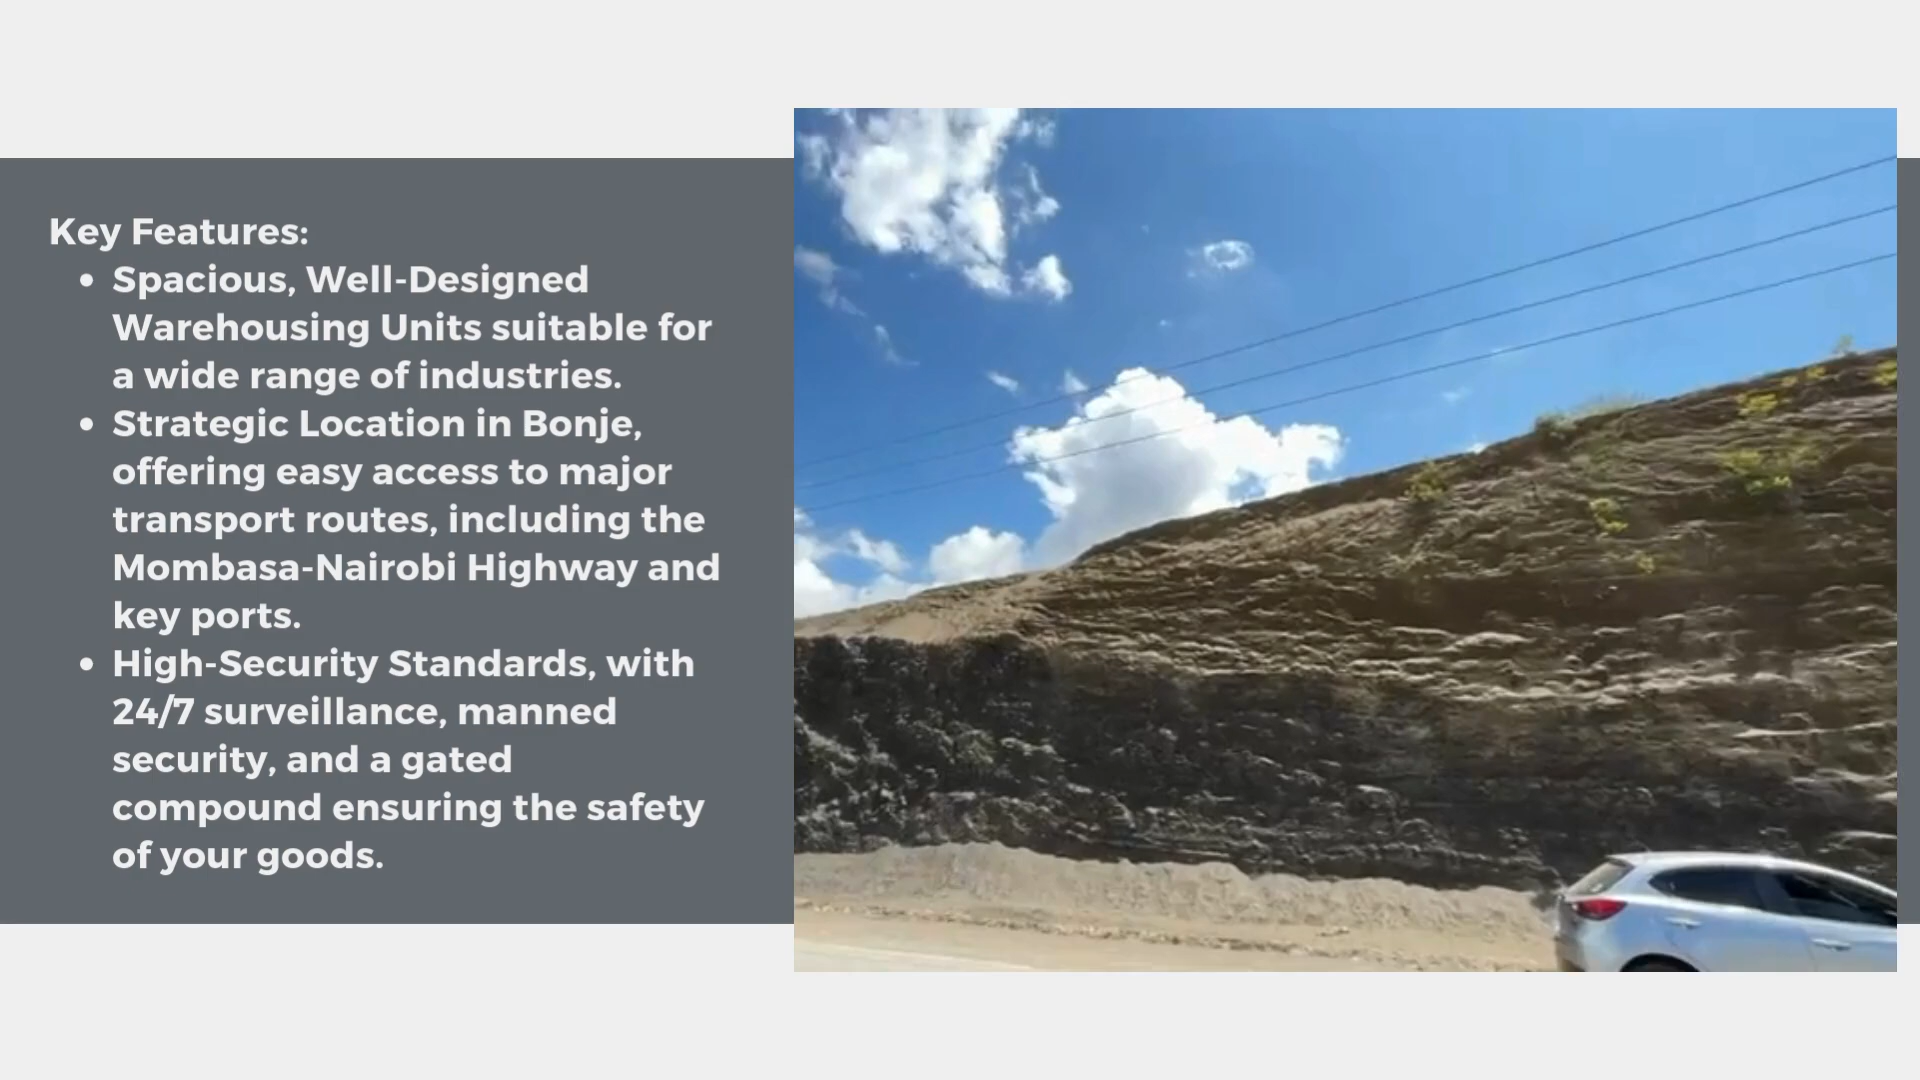 Key Features:
• Spacious, Well-Designed
Warehousing Units suitable for
a wide range of industries.
• Strategic Location in Bonje,
offering easy access to major
transport routes, including the
Mombasa-Nairobi Highway and
key ports.
• High-Security Standards, with
24/7 surveillance, manned
security, and a gated
compound ensuring the safety
of your goods.